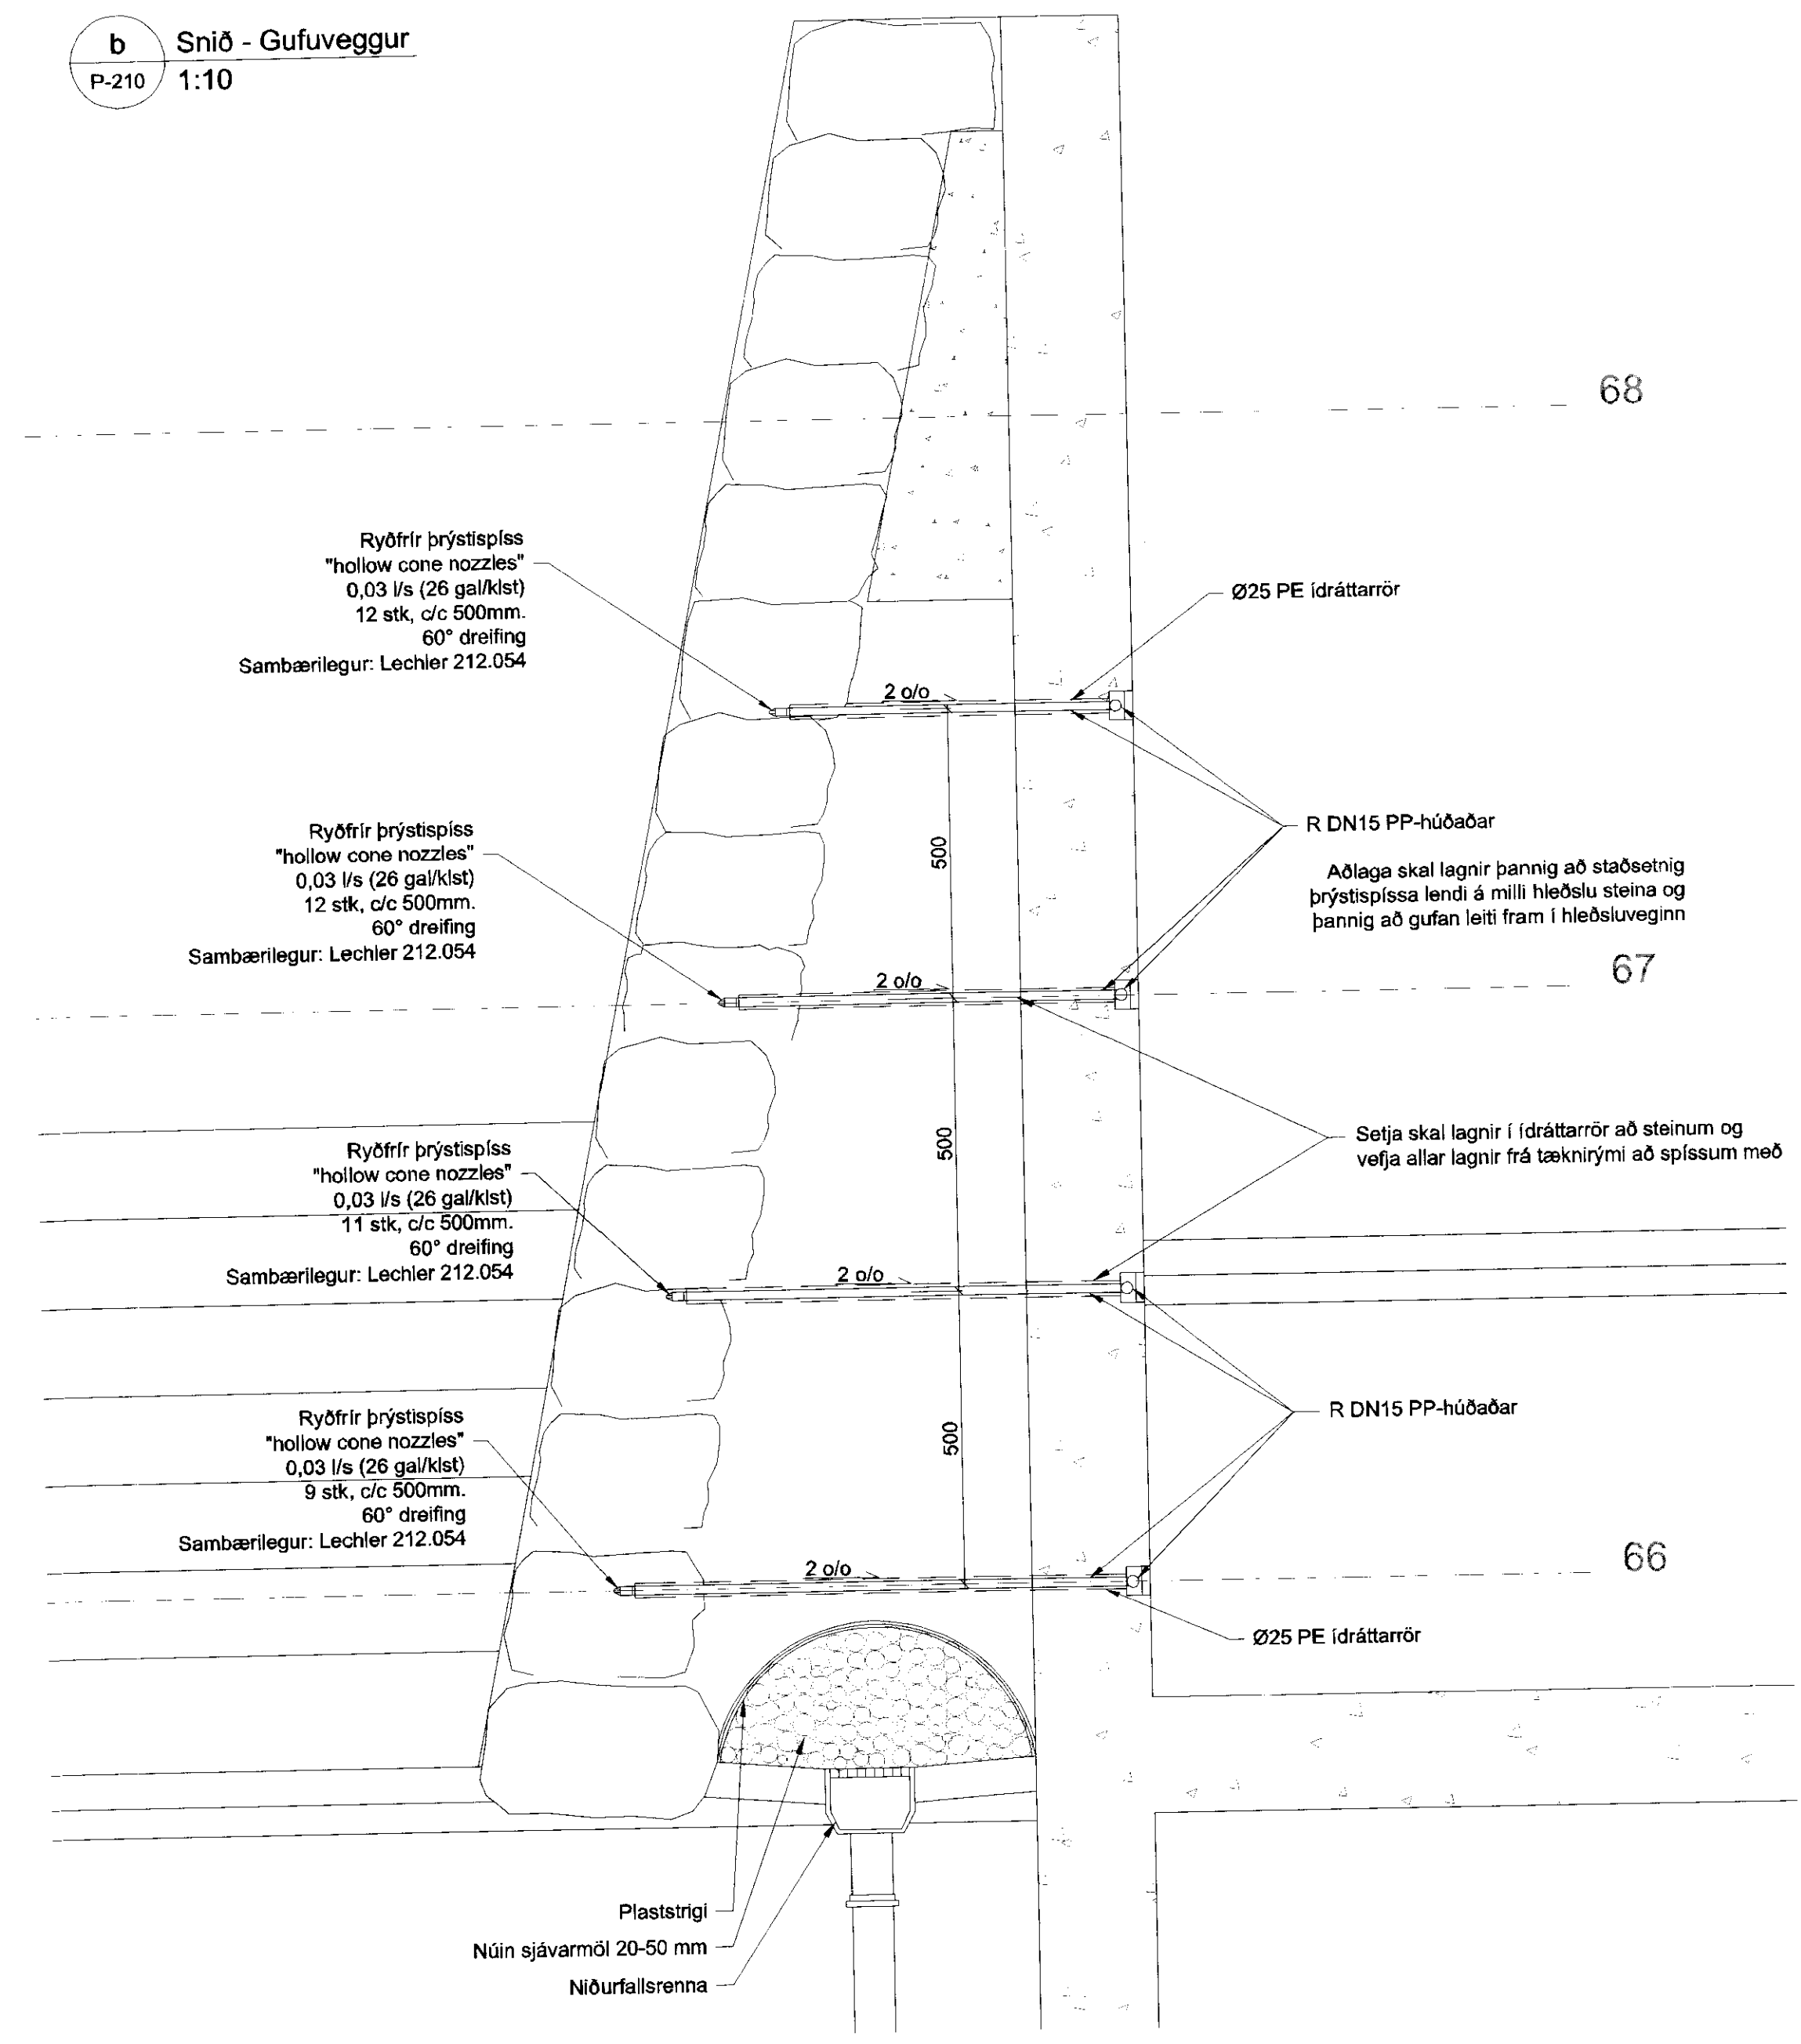 b
P-210
Snið - Gufuveggur
1:10
68
Ryðfrír þrýstispíss
"hollow cone nozzles"
0,03 l/s (26 gal/klst)
12 stk, c/c 500mm.
60° dreifing
Sambærilegur: Lechler 212.054
Ø25 PE ídráttarrör
2 o/o
500
R DN15 PP-húðaðar
Aðlaga skal lagnir þannig að staðsetnig
þrýstispíssa lendi á milli hleðslu steina og
þannig að gufan leiti fram í hleðsluveginn
Ryðfrír þrýstispíss
"hollow cone nozzles"
0,03 l/s (26 gal/klst)
12 stk, c/c 500mm.
60° dreifing
Sambærilegur: Lechler 212.054
67
2 o/o
500
Setja skal lagnir í ídráttarrör að steinum og
vefja allar lagnir frá tæknirými að spíssum með
Ryðfrír þrýstispíss
"hollow cone nozzles"
0,03 l/s (26 gal/klst)
11 stk, c/c 500mm.
60° dreifing
Sambærilegur: Lechler 212.054
2 o/o
500
R DN15 PP-húðaðar
Ryðfrír þrýstispíss
"hollow cone nozzles"
0,03 l/s (26 gal/klst)
9 stk, c/c 500mm.
60° dreifing
Sambærilegur: Lechler 212.054
66
2 o/o
Ø25 PE ídráttarrör
Plaststrigi
Núin sjávarmöl 20-50 mm
Niðurfallsrenna